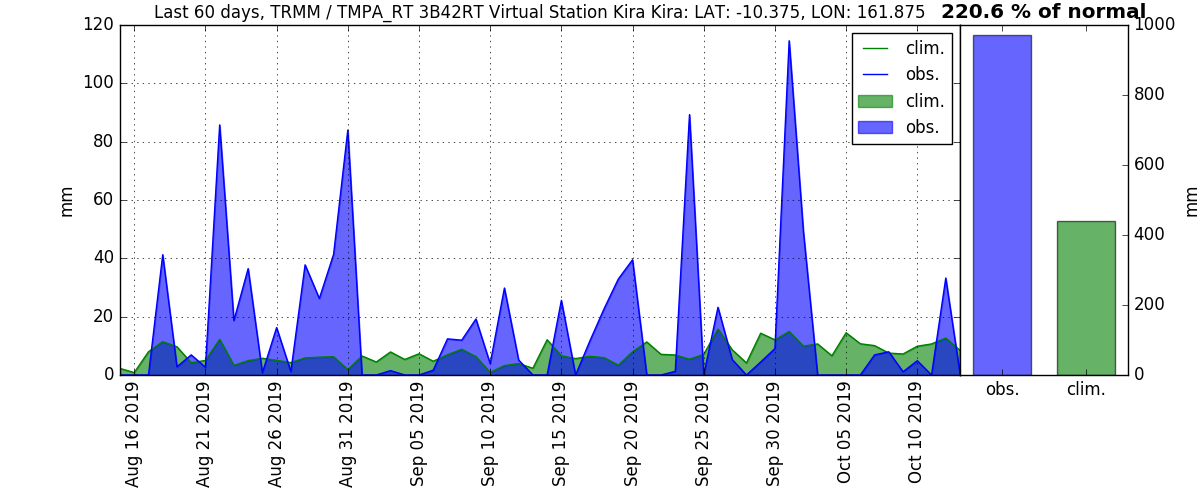 Last 60 days, TRMM / TMPA_RT 3B42RT Virtual Station Kira Kira: LAT: -10.375, LON: 161.875
220.6 % of normal
120
100
80
60
40
20
0
mm
clim.
obs.
clim.
obs.
1000
800
600
400
200
0
mm
Aug 16 2019
Aug 21 2019
Aug 26 2019
Aug 31 2019
Sep 05 2019
Sep 10 2019
Sep 15 2019
Sep 20 2019
Sep 25 2019
Sep 30 2019
Oct 05 2019
Oct 10 2019
obs.
clim.